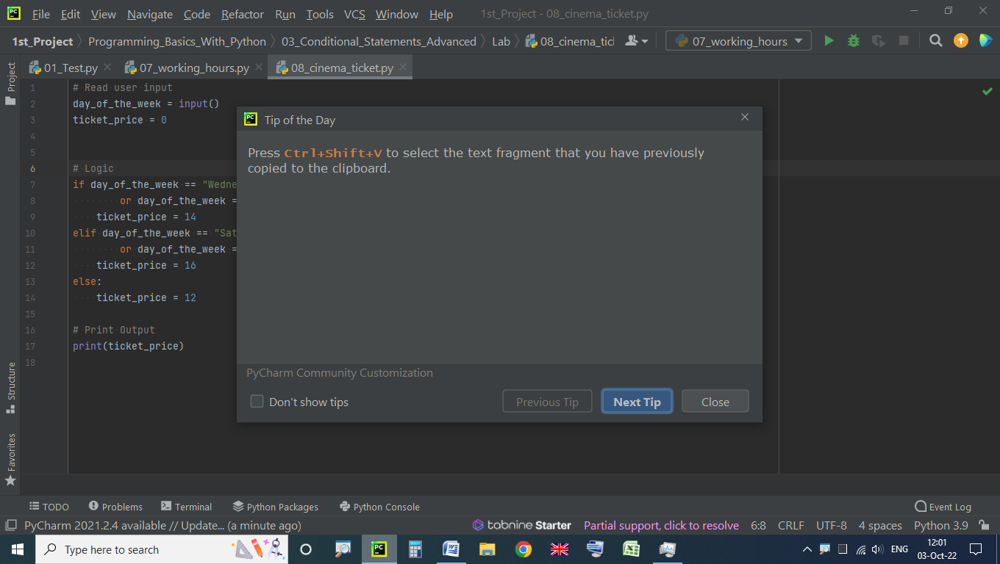 File Edit View Navigate Code Refactor Run Tools VCS Window Help 1st_Project - 08_cinema_ticket.py
1st_Project Programming_Basics_With_Python 03_Conditional_Statements_Advanced Lab 08_cinema_ticl 07_working_hours
01_Test.py 07_working_hours.py 08_cinema_ticket.py
Project
1 # Read user input
2 day_of_the_week = input()
3 ticket_price = 0
4
5
6 # Logic
7 if day_of_the_week == "Wedne
8 or day_of_the_week =
9 ticket_price = 14
10 elif day_of_the_week == "Sat
11 or day_of_the_week =
12 ticket_price = 16
13 else:
14 ticket_price = 12
15
16 # Print Output
17 print(ticket_price)
18
Tip of the Day
Press Ctrl+Shift+V to select the text fragment that you have previously
copied to the clipboard.
PyCharm Community Customization
Don't show tips Previous Tip Next Tip Close
Structure
Favorites
TODO Problems Terminal Python Packages Python Console Event Log
PyCharm 2021.2.4 available // Update... (a minute ago) tabnine Starter Partial support, click to resolve 6:8 CRLF UTF-8 4 spaces Python 3.9
Type here to search ENG 12:01
03-Oct-22